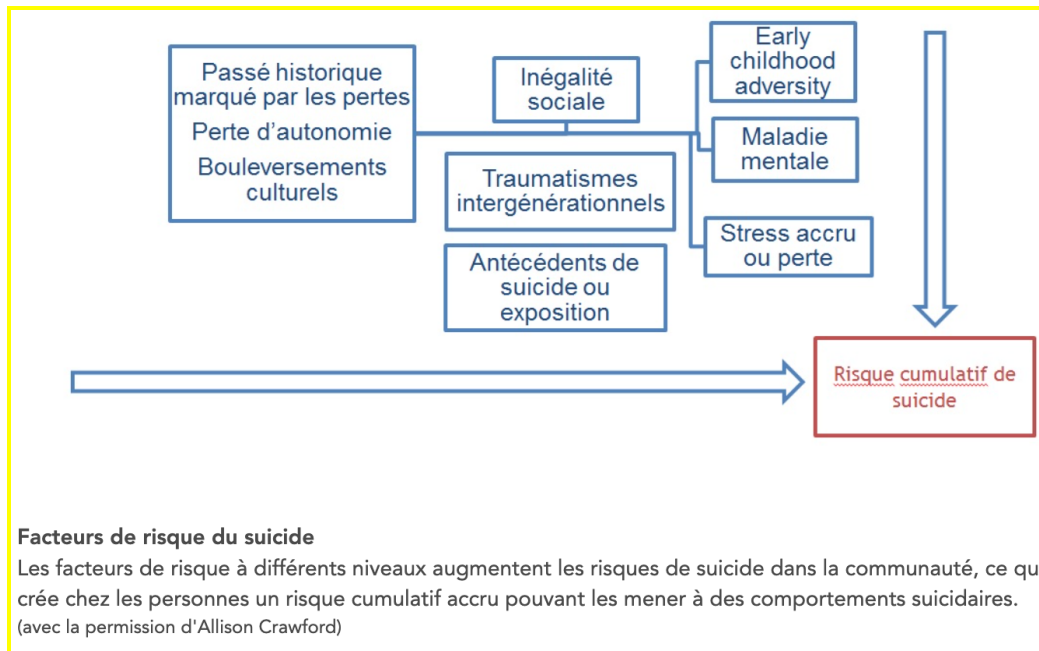 Passé historique
marqué par les pertes
Perte d'autonomie
Bouleversements
culturels
Inégalité
sociale
Traumatismes
intergénérationnels
Antécédents de
suicide ou
exposition
Early
childhood
adversity
Maladie
mentale
Stress accru
ou perte
Risque cumulatif de
suicide
Facteurs de risque du suicide
Les facteurs de risque à différents niveaux augmentent les risques de suicide dans la communauté, ce qu
crée chez les personnes un risque cumulatif accru pouvant les mener à des comportements suicidaires.
(avec la permission d'Allison Crawford)